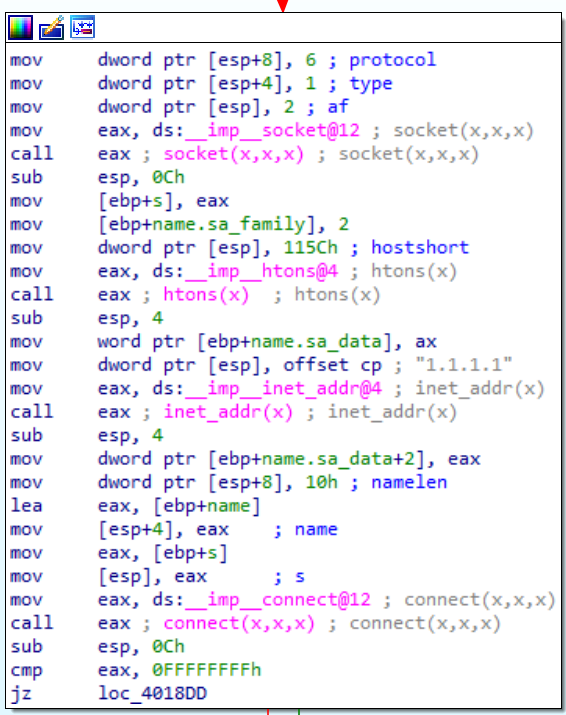 mov dword ptr [esp+8], 6 ; protocol
mov dword ptr [esp+4], 1 ; type
mov dword ptr [esp], 2 ; af
mov eax, ds:__imp__socket@12 ; socket(x,x,x)
call eax ; socket(x,x,x) ; socket(x,x,x)
sub esp, 0Ch
mov [ebp+s], eax
mov [ebp+name.sa_family], 2
mov dword ptr [esp], 115Ch ; hostshort
mov eax, ds:__imp__htons@4 ; htons(x)
call eax ; htons(x) ; htons(x)
sub esp, 4
mov word ptr [ebp+name.sa_data], ax
mov dword ptr [esp], offset cp ; "1.1.1.1"
mov eax, ds:__imp__inet_addr@4 ; inet_addr(x)
call eax ; inet_addr(x) ; inet_addr(x)
sub esp, 4
mov dword ptr [ebp+name.sa_data+2], eax
mov dword ptr [esp+8], 10h ; namelen
lea eax, [ebp+name]
mov [esp+4], eax ; name
mov eax, [ebp+s]
mov [esp], eax ; s
mov eax, ds:__imp__connect@12 ; connect(x,x,x)
call eax ; connect(x,x,x) ; connect(x,x,x)
sub esp, 0Ch
cmp eax, 0FFFFFFFFh
jz loc_4018DD